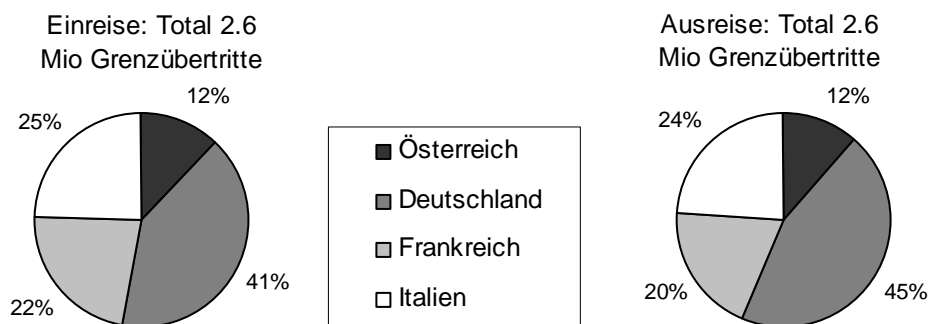 Einreise: Total 2.6
Mio Grenzübertritte
12%
25%
41%
22%
Österreich
Deutschland
Frankreich
Italien
Ausreise: Total 2.6
Mio Grenzübertritte
12%
24%
45%
20%